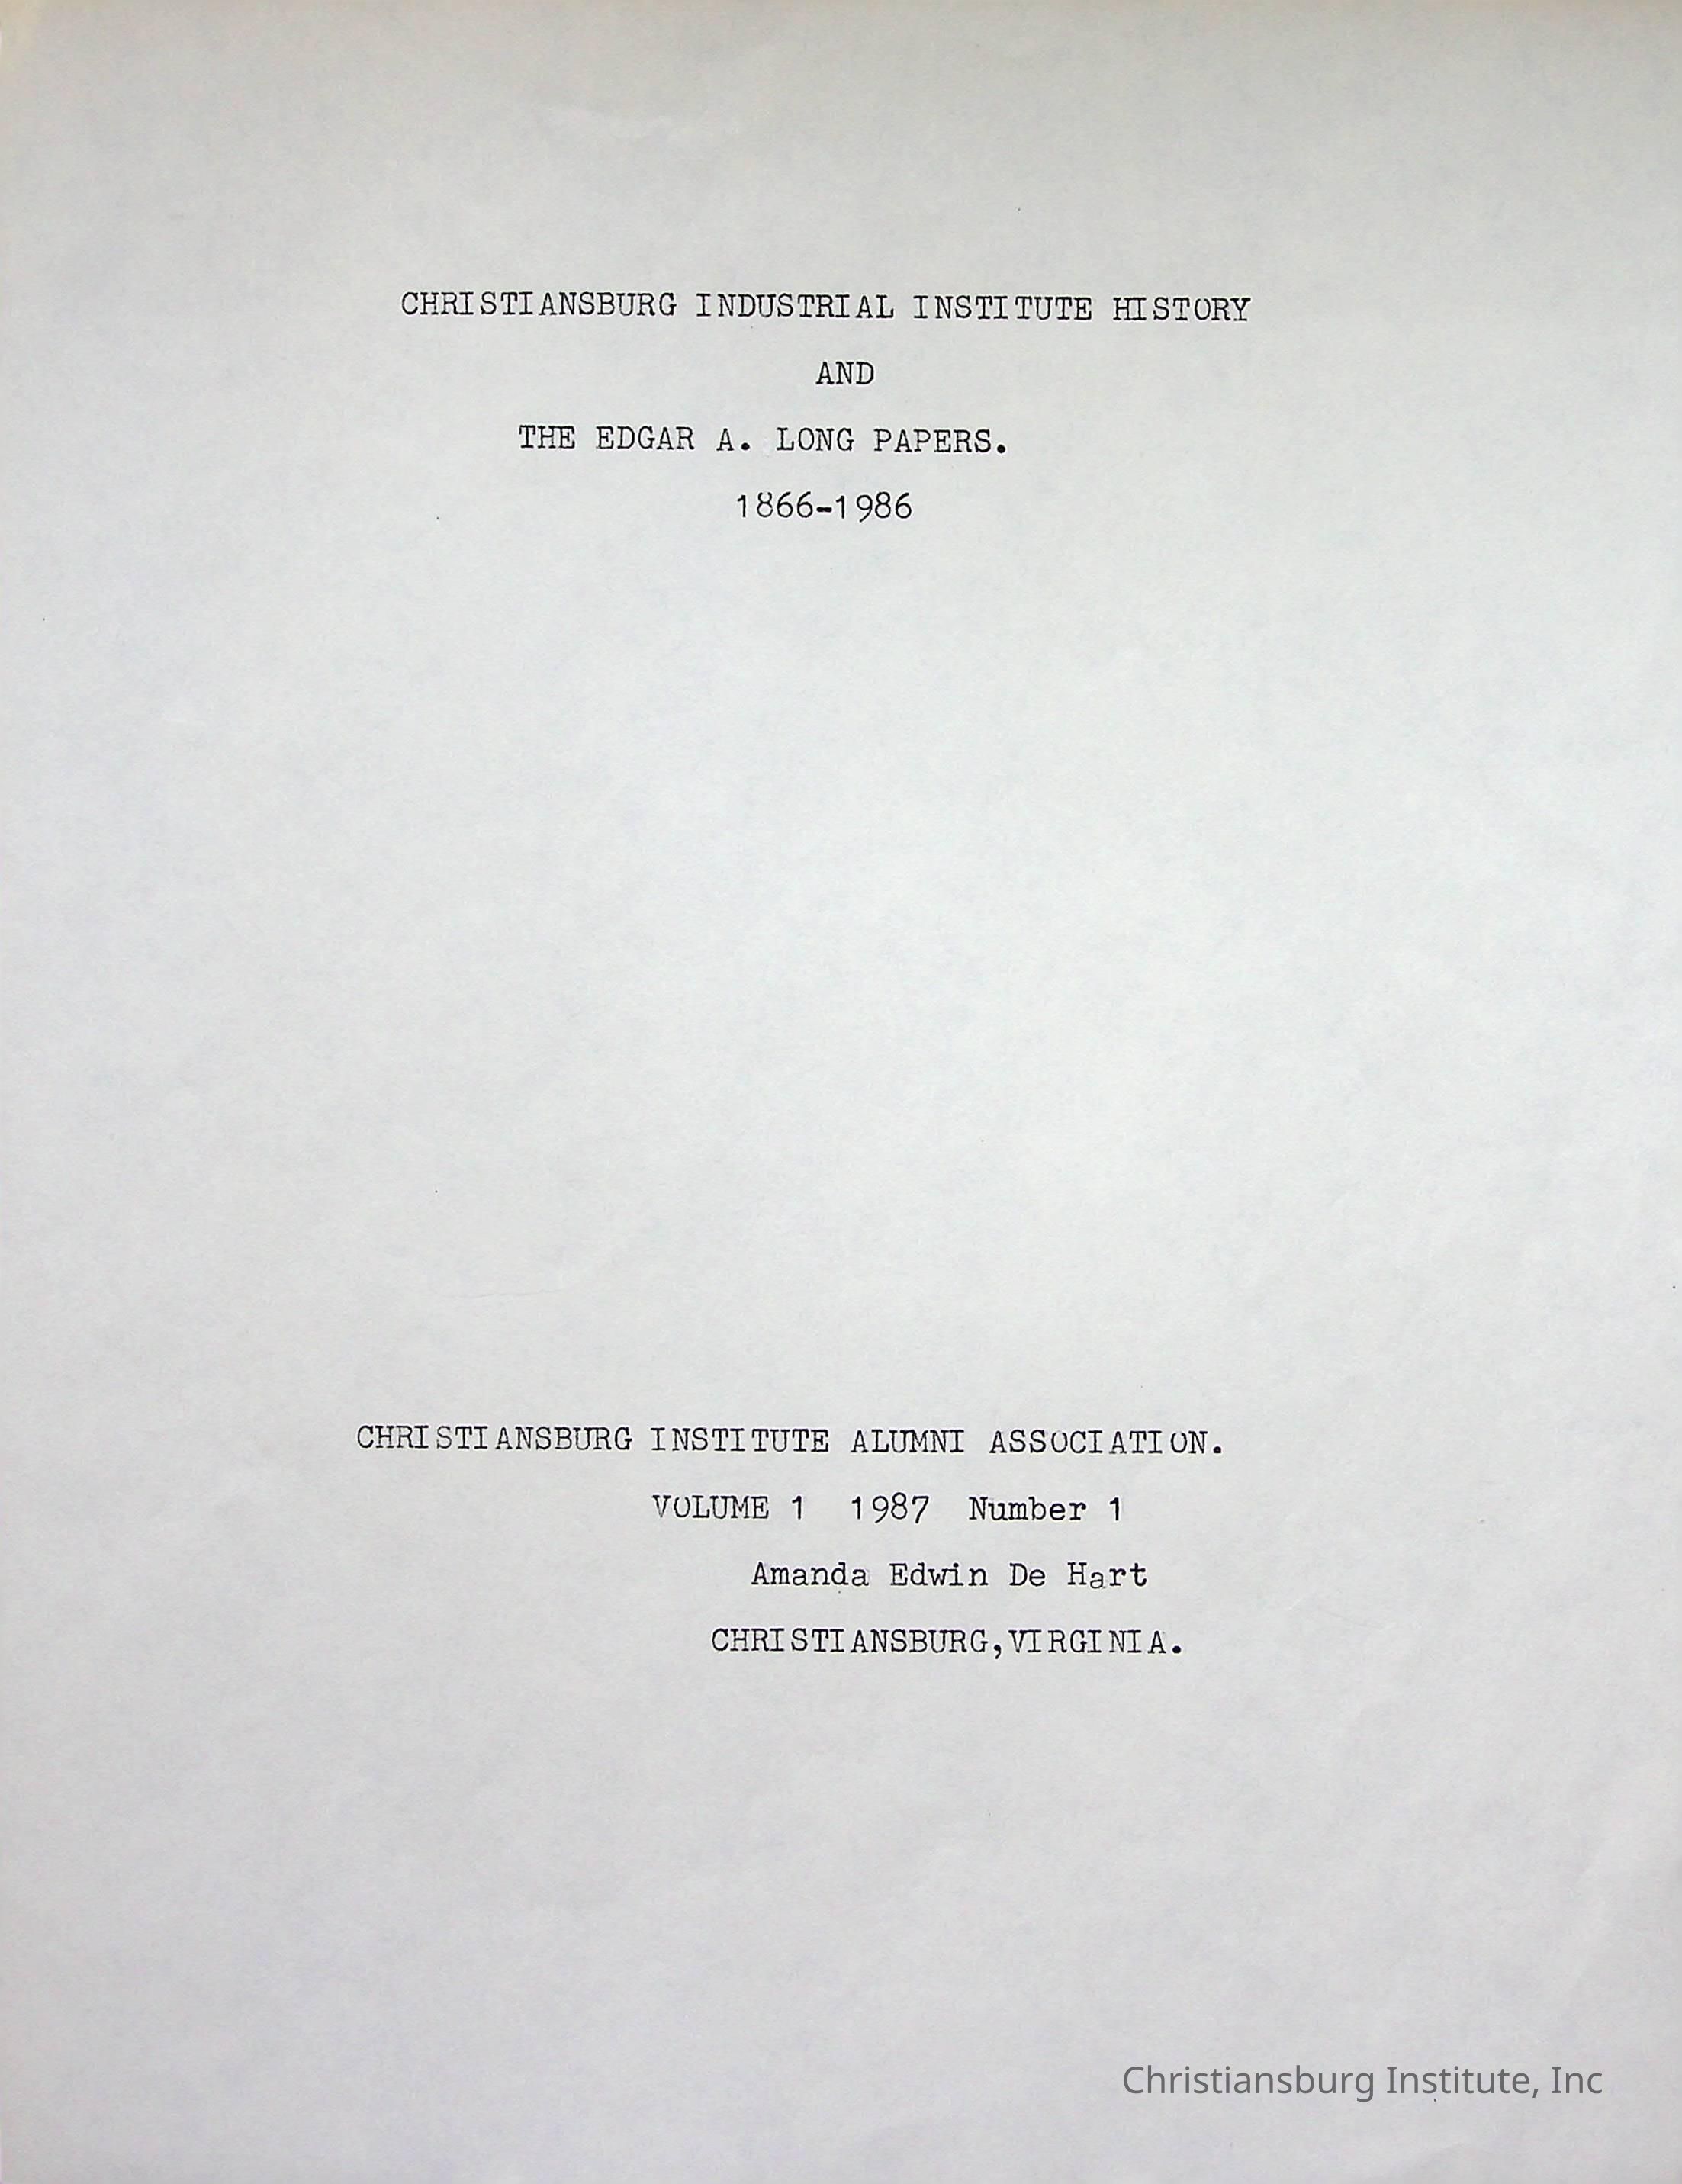 CHRISTIANSBURG INDUSTRIAL INSTITUTE HISTORY
AND
THE EDGAR A. LONG PAPERS.
1866-1986
CHRISTIANSBURG INSTITUTE ALUMNI ASSOCIATION.
VOLUME 1 1987 Number 1
Amanda Edwin De Hart
CHRISTIANSBURG,VIRGINIA.
Christiansburg Institute, Inc